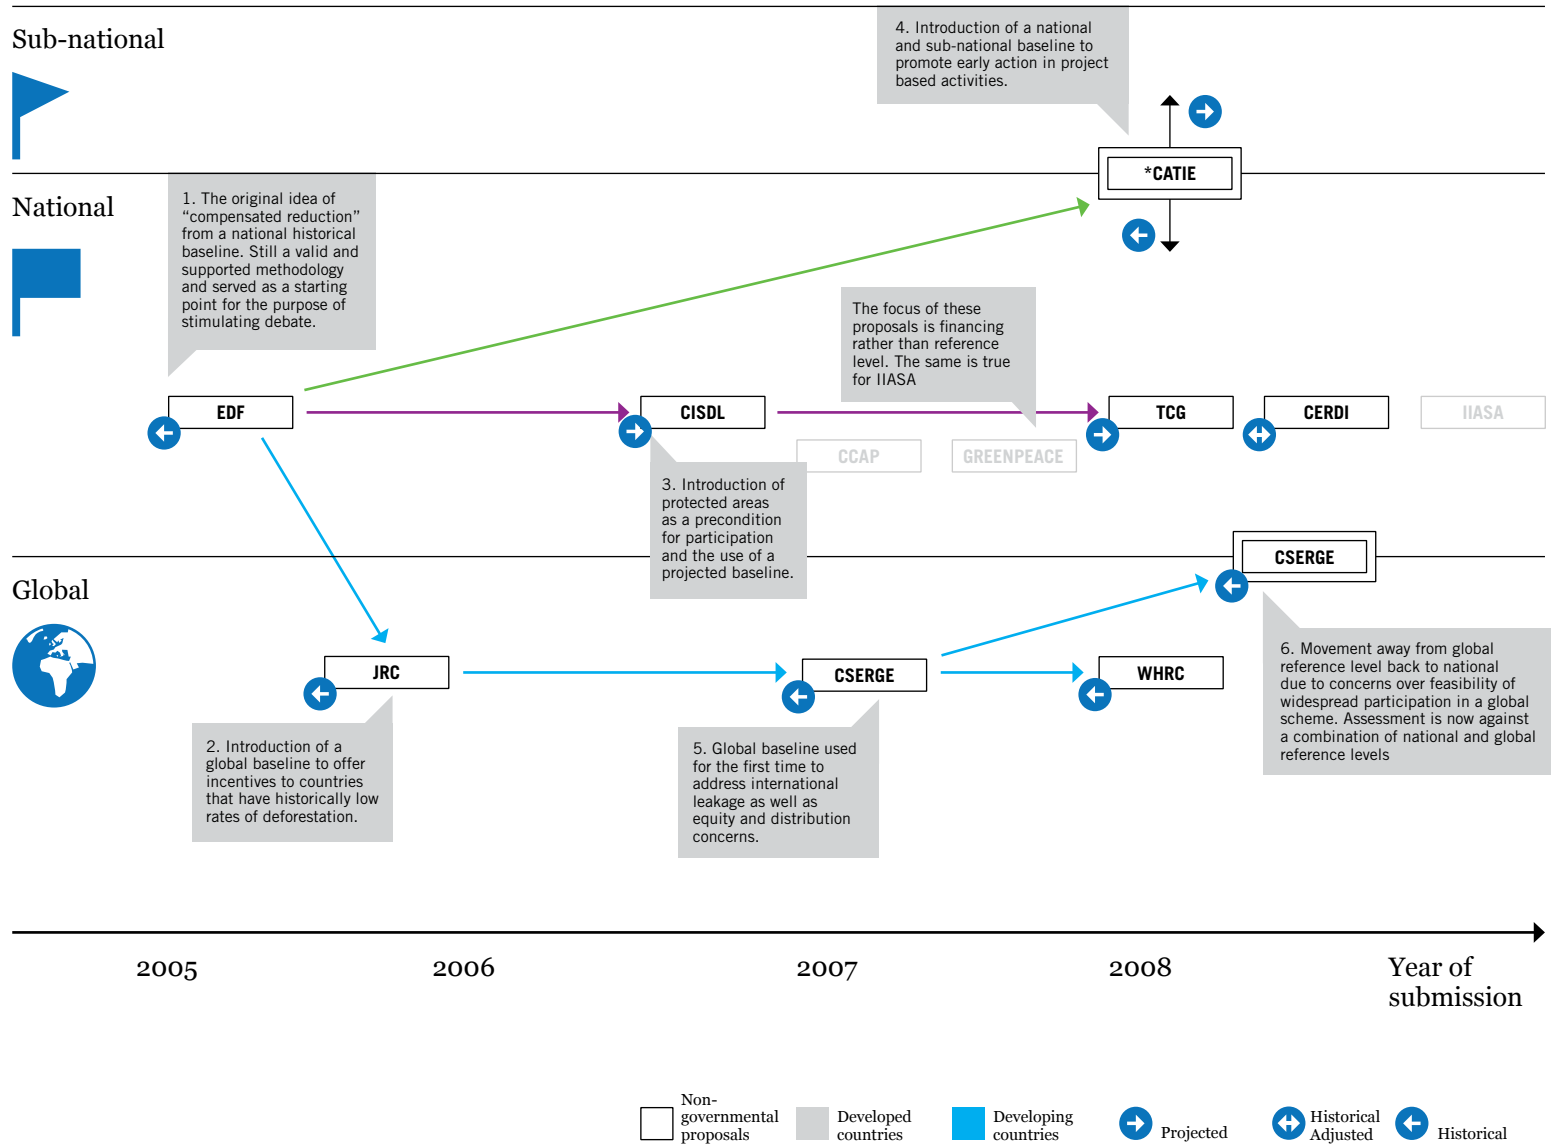 Sub-national
4. Introduction of a national
and sub-national baseline to
promote early action in project
based activities.
*CATIE
National
1. The original idea of
“compensated reduction”
from a national historical
baseline. Still a valid and
supported methodology
and served as a starting
point for the purpose of
stimulating debate.
The focus of these
proposals is financing
rather than reference
level. The same is true
for IIASA
EDF
CISDL
TCG
CERDI
IIASA
CCAP
GREENPEACE
3. Introduction of
protected areas
as a precondition
for participation
and the use of a
projected baseline.
CSERGE
Global
JRC
CSERGE
WHRC
6. Movement away from global
reference level back to national
due to concerns over feasibility of
widespread participation in a global
scheme. Assessment is now against
a combination of national and global
reference levels
2. Introduction of a
global baseline to offer
incentives to countries
that have historically low
rates of deforestation.
5. Global baseline used
for the first time to
address international
leakage as well as
equity and distribution
concerns.
2005
2006
2007
2008
Year of
submission
Non-
governmental
proposals
Developed
countries
Developing
countries
Projected
Historical
Adjusted
Historical